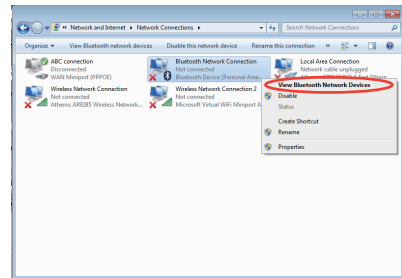 « Network and Internet ▸ Network Connections ▸
Search Network Connections
Organize View Bluetooth network devices Disable this network device Rename this connection »
ABC connection
Disconnected
WAN Miniport (PPPOE)
Bluetooth Network Connection
Not connected
Bluetooth Device (Personal Area...
Local Area Connection
Network cable unplugged
Wireless Network Connection
Not connected
Atheros AR9285 Wireless Network...
Wireless Network Connection 2
Not connected
Microsoft Virtual WiFi Miniport A
View Bluetooth Network Devices
Disable
Status
Create Shortcut
Rename
Properties